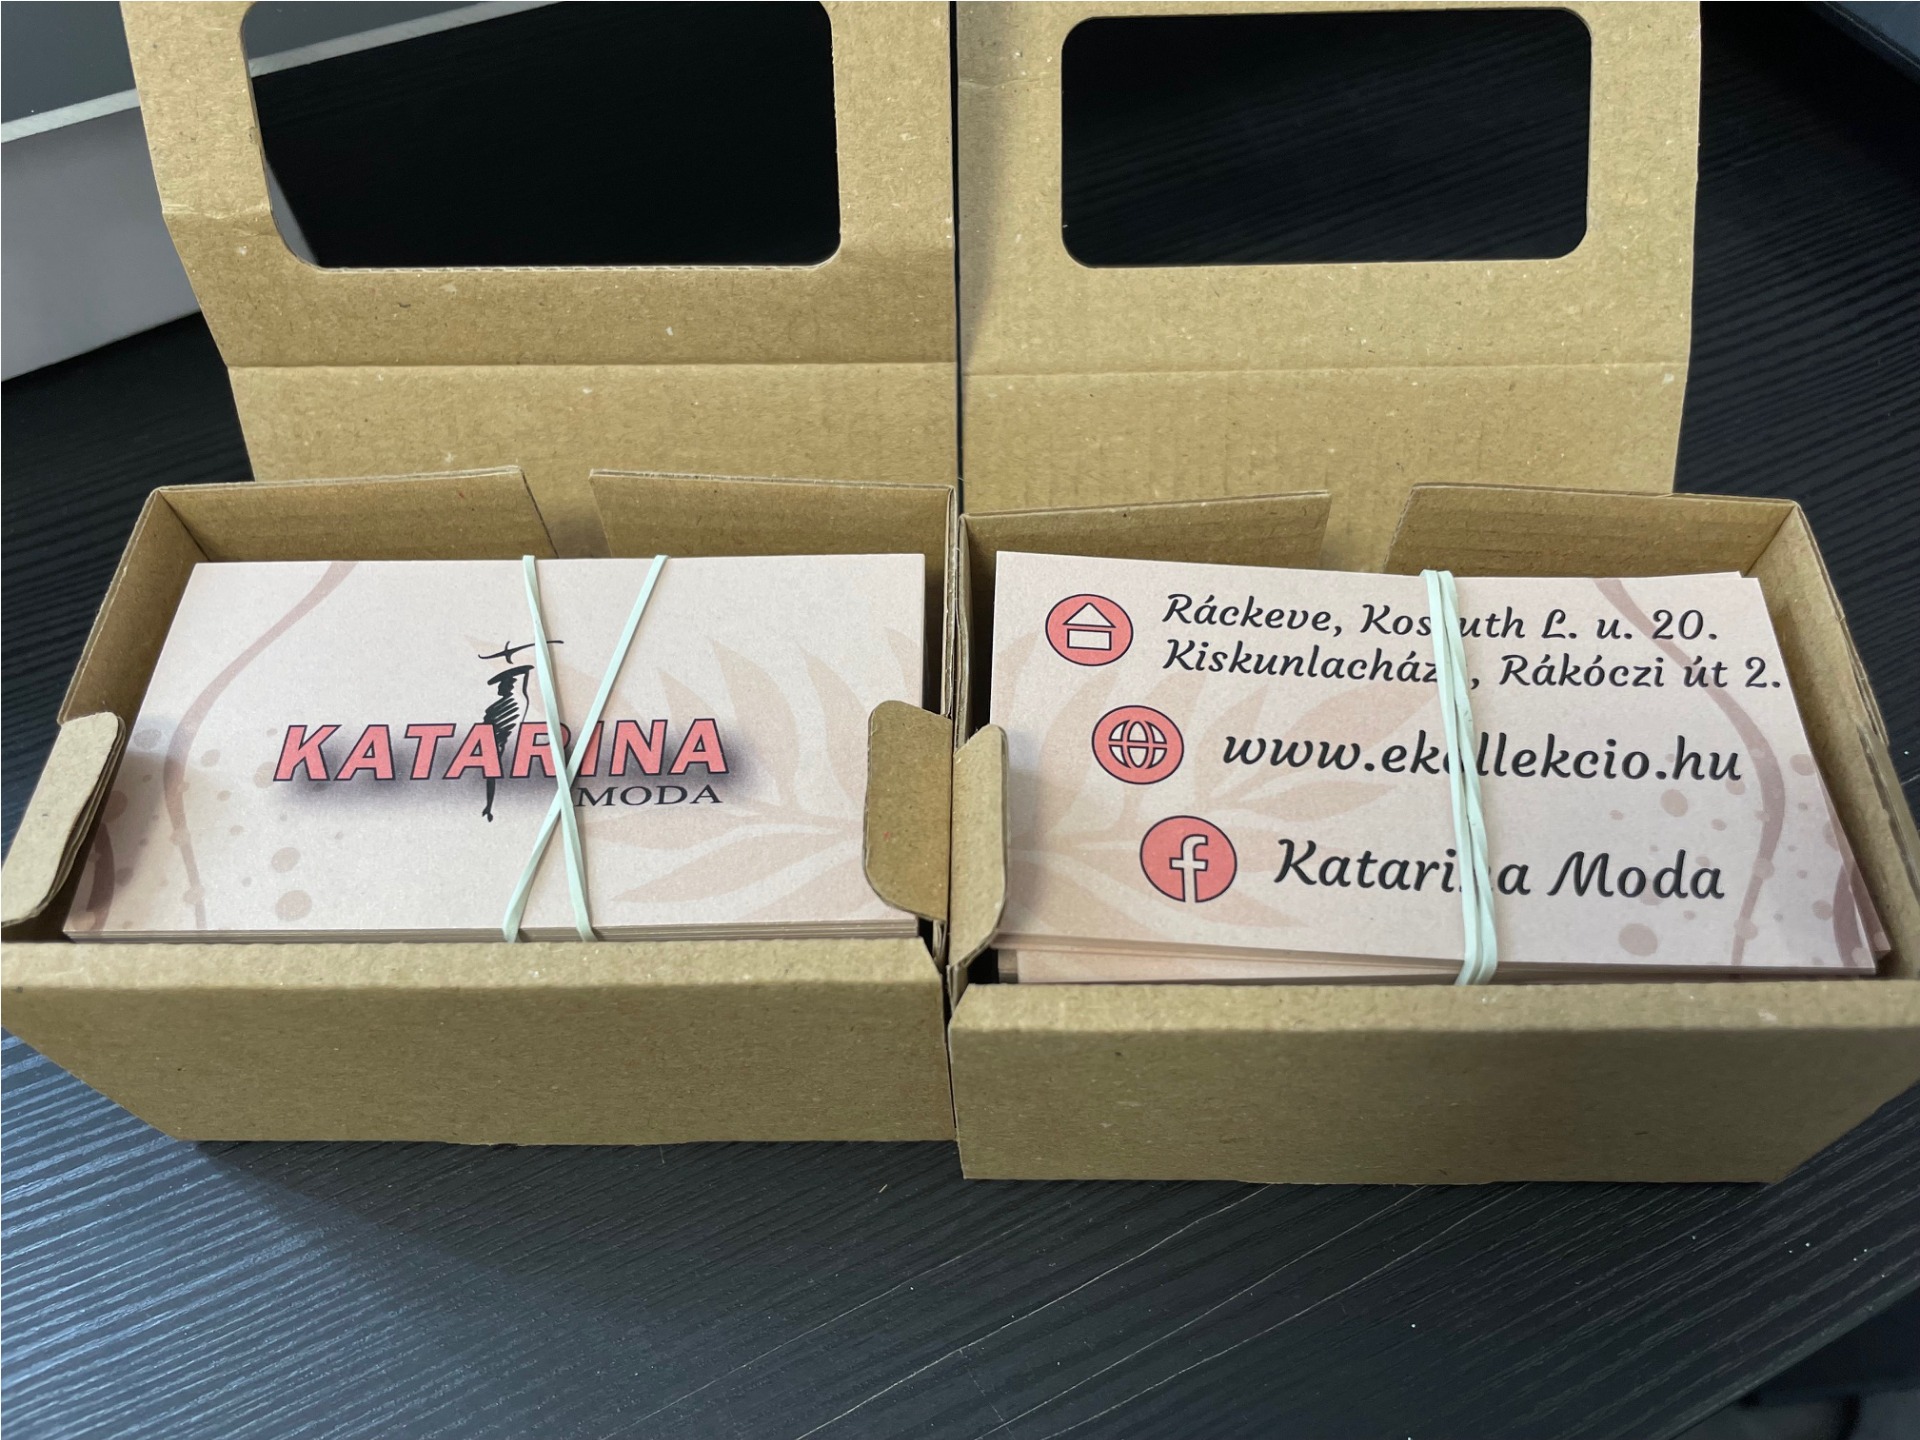 KATARINA
MODA
Ráckeve, Kossuth L. u. 20.
Kiskunlacháza, Rákóczi út 2.
www.ekollekcio.hu
Katarina Moda